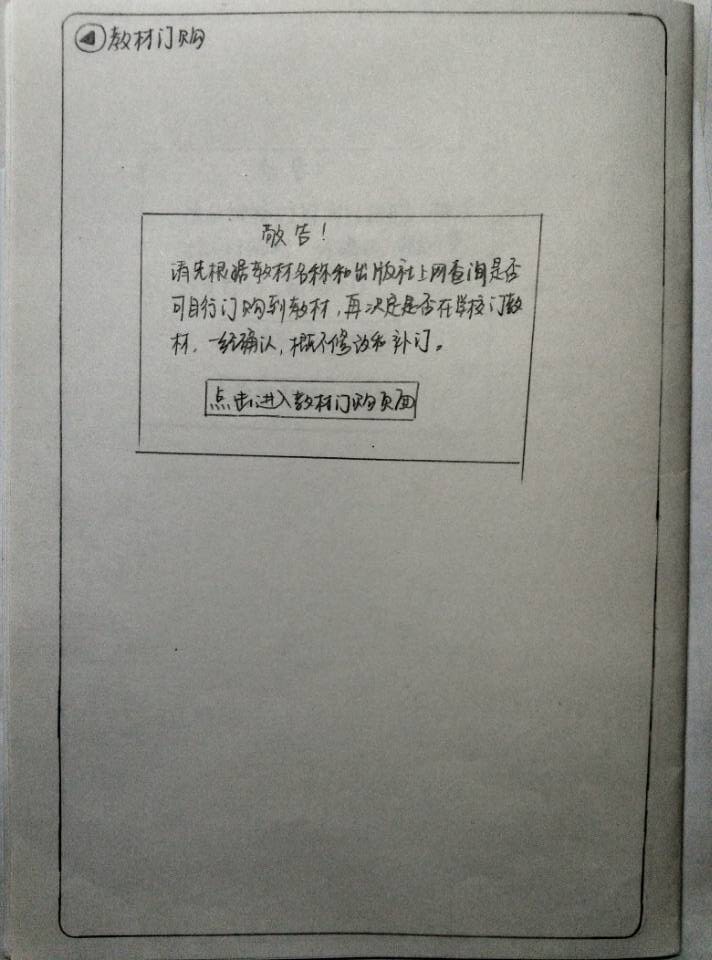 教材订购
敬告!
请先根据教材名称和出版社上网查询是否
可自行订购到教材,再决定是否在学校订教
材。一经确认,概不修改和补订。
点击进入教材订购页面